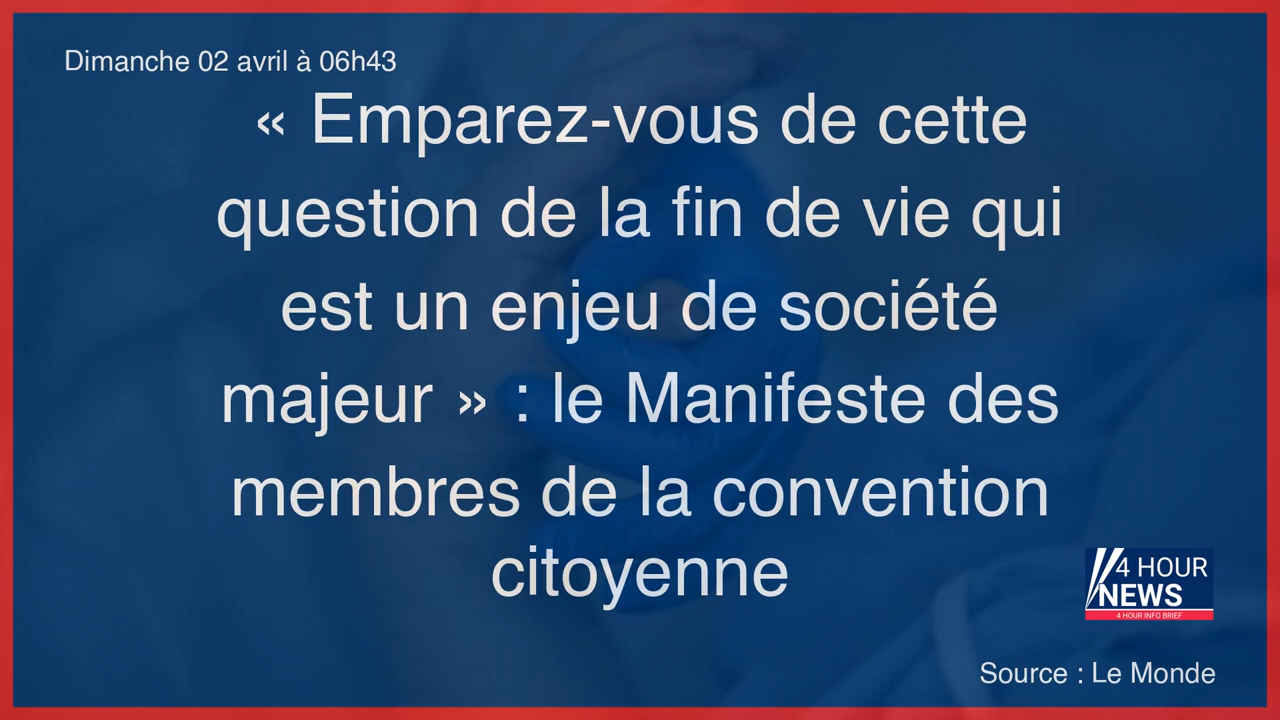 Dimanche 02 avril à 06h43
« Emparez-vous de cette
question de la fin de vie qui
est un enjeu de société
majeur » : le Manifeste des
membres de la convention
citoyenne
4 HOUR
NEWS
4 HOUR INFO BRIEF
Source : Le Monde